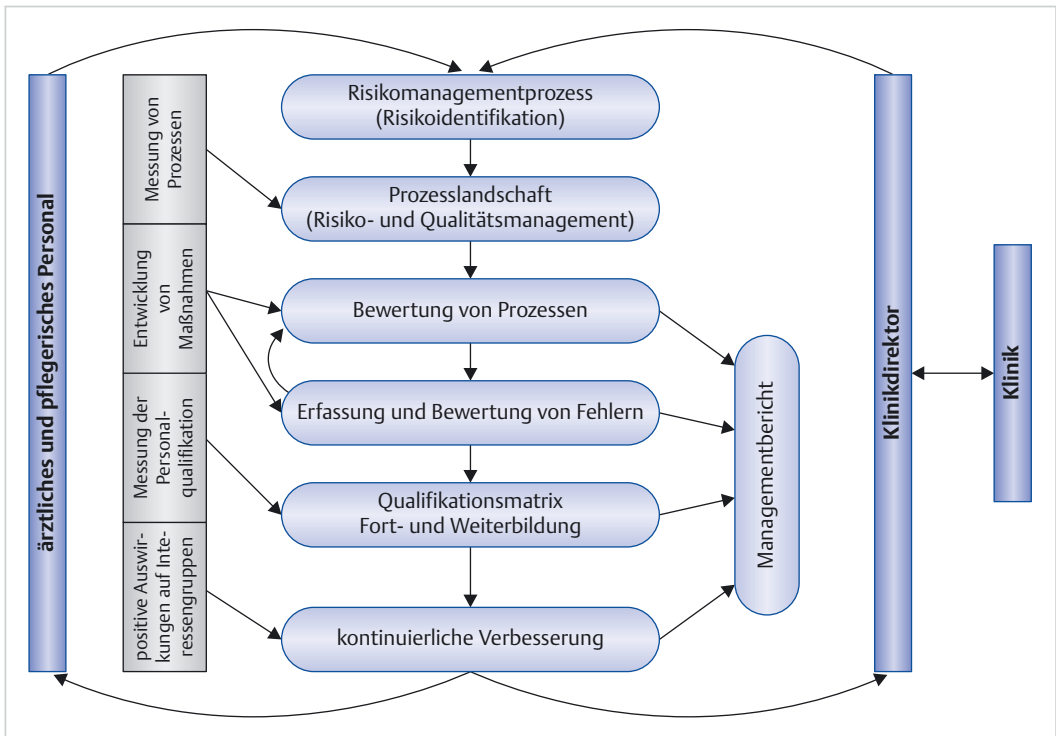 ärztliches und pflegerisches Personal
Messung von
Prozessen
Entwicklung
von
Maßnahmen
Messung der
Personal-
qualifikation
positive Auswir-
kungen auf Inte-
ressengruppen
Risikomanagementprozess
(Risikoidentifikation)
Prozesslandschaft
(Risiko- und Qualitätsmanagement)
Bewertung von Prozessen
Erfassung und Bewertung von Fehlern
Qualifikationsmatrix
Fort- und Weiterbildung
kontinuierliche Verbesserung
Managementbericht
Klinikdirektor
Klinik